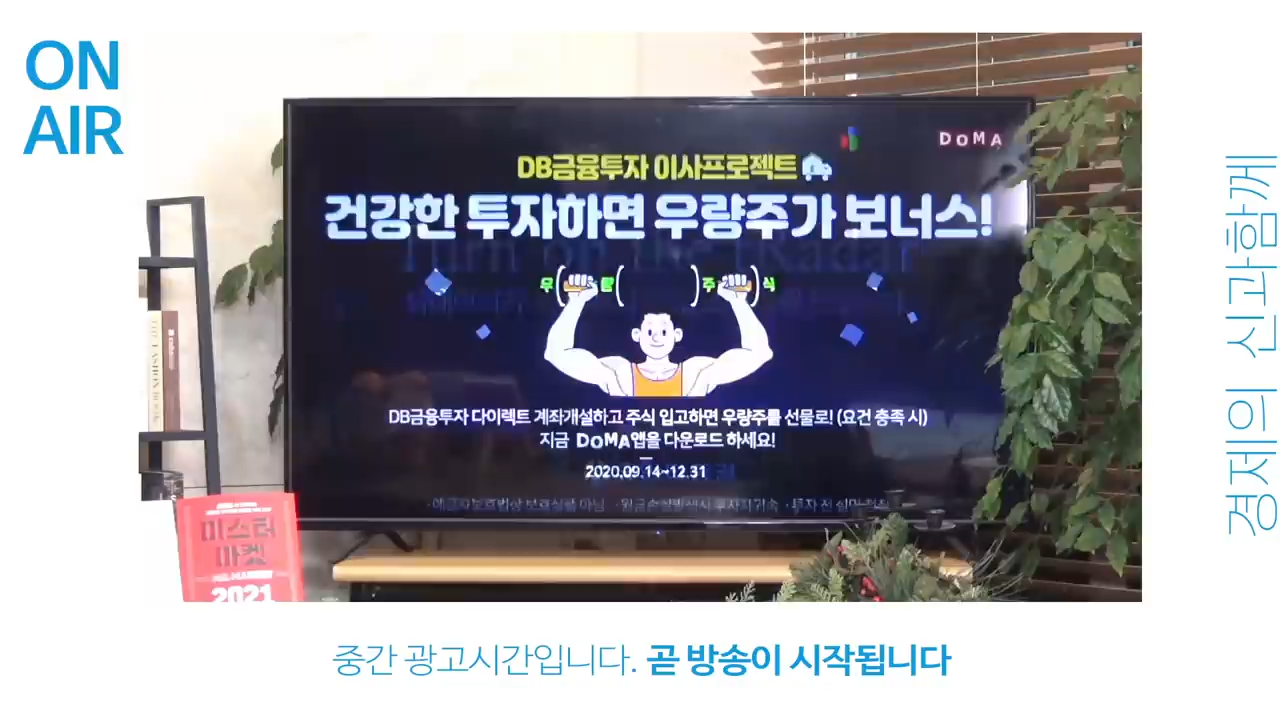 ON
AIR
DoMA
DB금융투자 이사프로젝트
건강한 투자하면 우량주가 보너스!
우 량 주 식
DB금융투자 다이렉트 계좌개설하고 주식 입고하면 우량주를 선물로! (요건 충족 시)
지금 DoMA앱을 다운로드 하세요!
2020.09.14~12.31
미스터
마켓
MR. MARKET
2021
경제의 신과함께
중간 광고시간입니다. 곧 방송이 시작됩니다